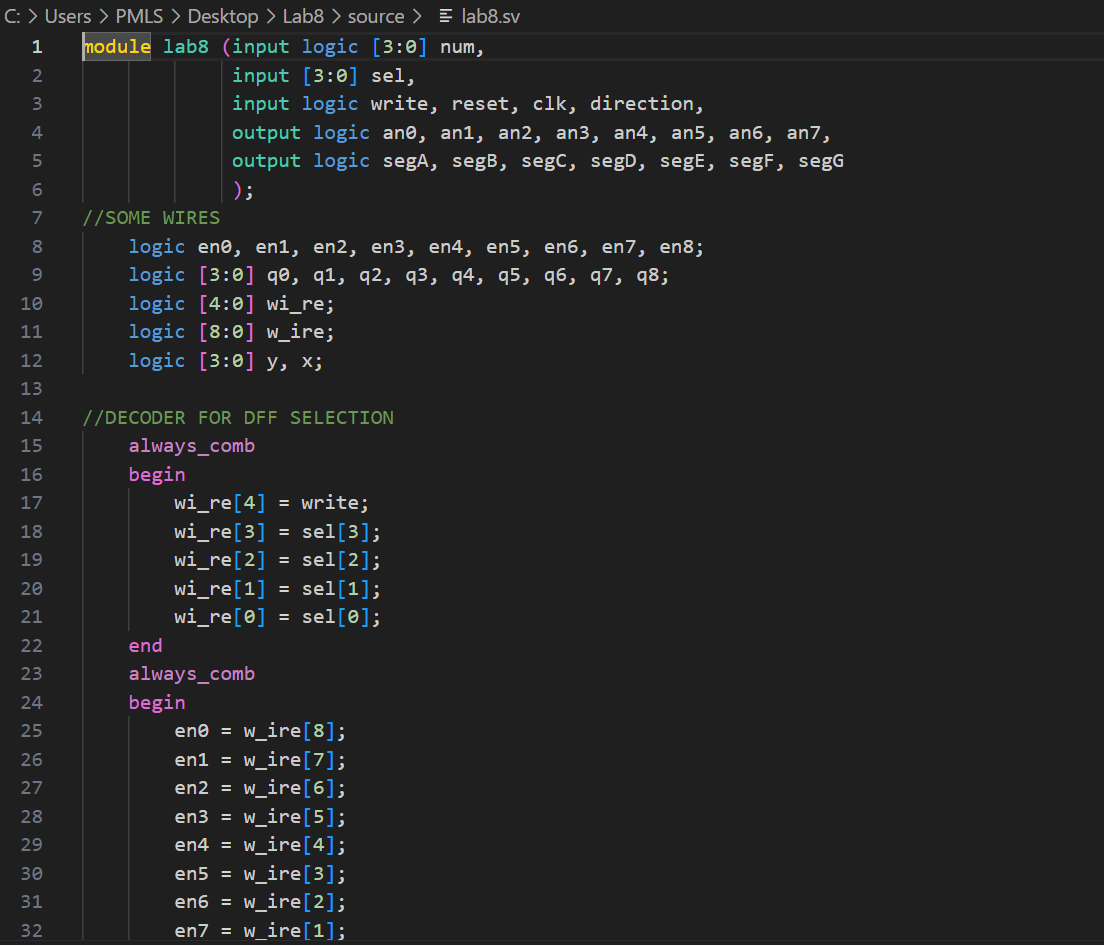 C: > Users > PMLS > Desktop > Lab8 > source > lab8.sv
1 module lab8 (input logic [3:0] num,
2 input [3:0] sel,
3 input logic write, reset, clk, direction,
4 output logic an0, an1, an2, an3, an4, an5, an6, an7,
5 output logic segA, segB, segC, segD, segE, segF, segG
6 );
7 //SOME WIRES
8 logic en0, en1, en2, en3, en4, en5, en6, en7, en8;
9 logic [3:0] q0, q1, q2, q3, q4, q5, q6, q7, q8;
10 logic [4:0] wi_re;
11 logic [8:0] w_ire;
12 logic [3:0] y, x;
13
14 //DECODER FOR DFF SELECTION
15 always_comb
16 begin
17 wi_re[4] = write;
18 wi_re[3] = sel[3];
19 wi_re[2] = sel[2];
20 wi_re[1] = sel[1];
21 wi_re[0] = sel[0];
22 end
23 always_comb
24 begin
25 en0 = w_ire[8];
26 en1 = w_ire[7];
27 en2 = w_ire[6];
28 en3 = w_ire[5];
29 en4 = w_ire[4];
30 en5 = w_ire[3];
31 en6 = w_ire[2];
32 en7 = w_ire[1];